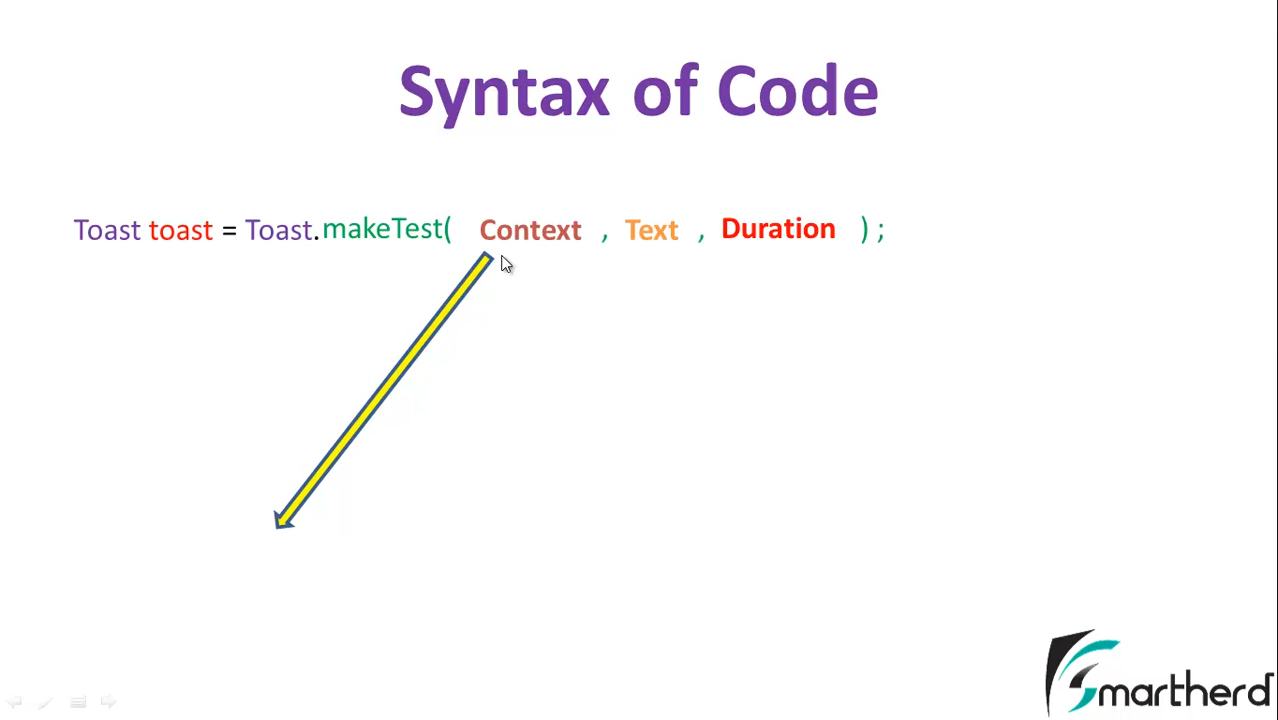 Syntax of Code
Toast toast = Toast.makeTest( Context , Text , Duration ) ;
Smartherd